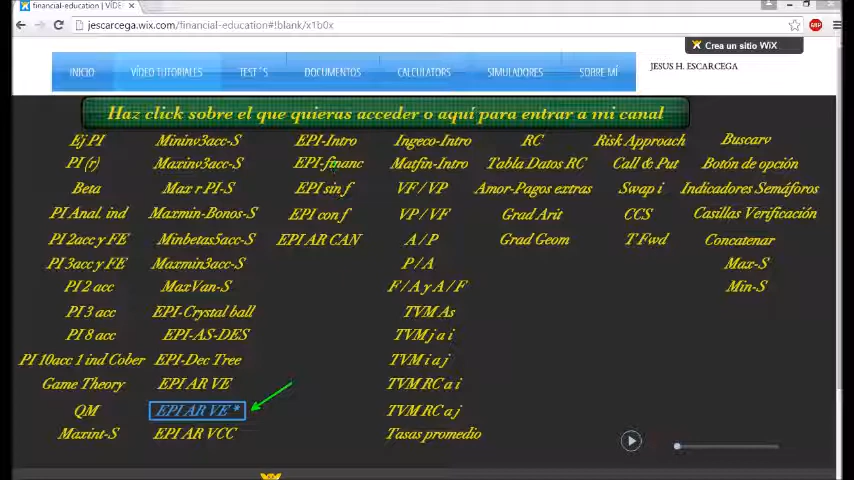 financial-education | VÍDE
jescarcega.wix.com/financial-education#!blank/x1b0x
Crea un sitio WiX
INICIO VÍDEO TUTORIALES TEST´S DOCUMENTOS CALCULATORS SIMULADORES SOBRE MÍ
JESUS H. ESCARCEGA
Haz click sobre el que quieras acceder o aquí para entrar a mi canal
Ej PI Mininv3acc-S EPI-Intro Ingeco-Intro RC Risk Approach Buscarv
PI (r) Maxinv3acc-S EPI-financ Matfin-Intro Tabla Datos RC Call & Put Botón de opción
Beta Max r PI-S EPI sin f VF / VP Amor-Pagos extras Swap i Indicadores Semáforos
PI Anal. ind Maxmin-Bonos-S EPI con f VP / VF Grad Arit CCS Casillas Verificación
PI 2acc y FE Minbetas5acc-S EPI AR CAN A / P Grad Geom T Fwd Concatenar
PI 3acc y FE Maxmin3acc-S P / A Max-S
PI 2 acc MaxVan-S F / A y A / F Min-S
PI 3 acc EPI-Crystal ball TVM As
PI 8 acc EPI-AS-DES TVM j a i
PI 10acc 1 ind Cober EPI-Dec Tree TVM i a j
Game Theory EPI AR VE TVM RC a i
QM EPI AR VE * TVM RC a j
Maxint-S EPI AR VCC Tasas promedio